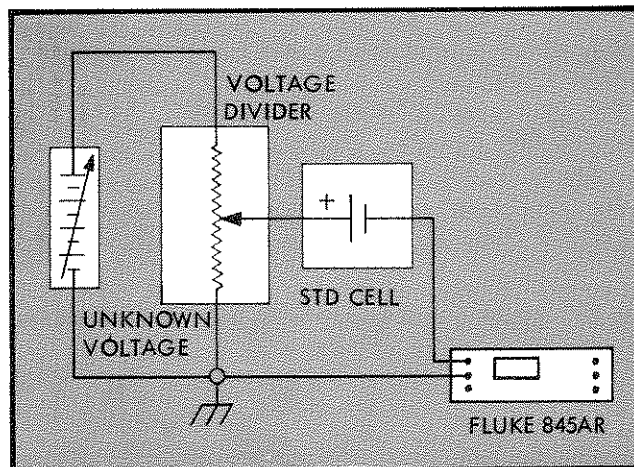 VOLTAGE
DIVIDER
+
STD CELL
UNKNOWN
VOLTAGE
FLUKE 845AR